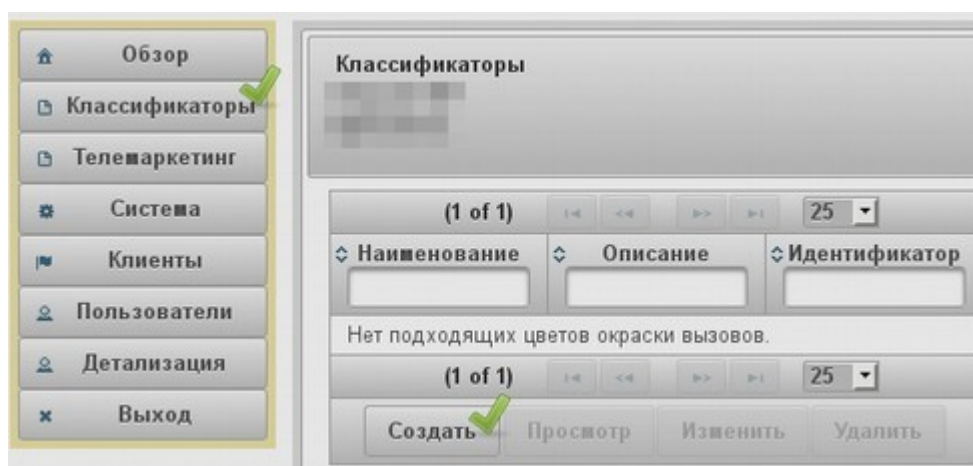 Обзор
Классификаторы
Телемаркетинг
Система
Клиенты
Пользователи
Детализация
Выход
Классификаторы
(1 of 1) 25
Наименование Описание Идентификатор
Нет подходящих цветов окраски вызовов.
(1 of 1) 25
Создать Просмотр Изменить Удалить